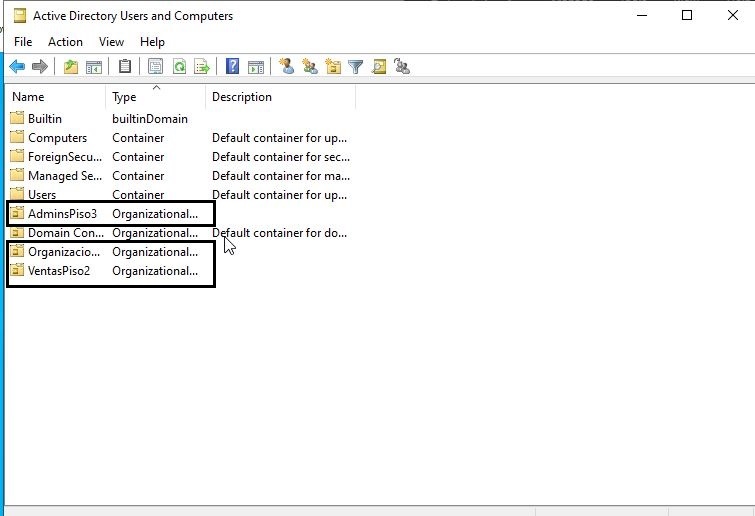 Active Directory Users and Computers
File Action View Help
Name Type Description
Builtin builtinDomain
Computers Container Default container for up...
ForeignSecu... Container Default container for sec...
Managed Se... Container Default container for ma...
Users Container Default container for up...
AdminsPiso3 Organizational...
Domain Con... Organizational... Default container for do...
Organizacio... Organizational...
VentasPiso2 Organizational...